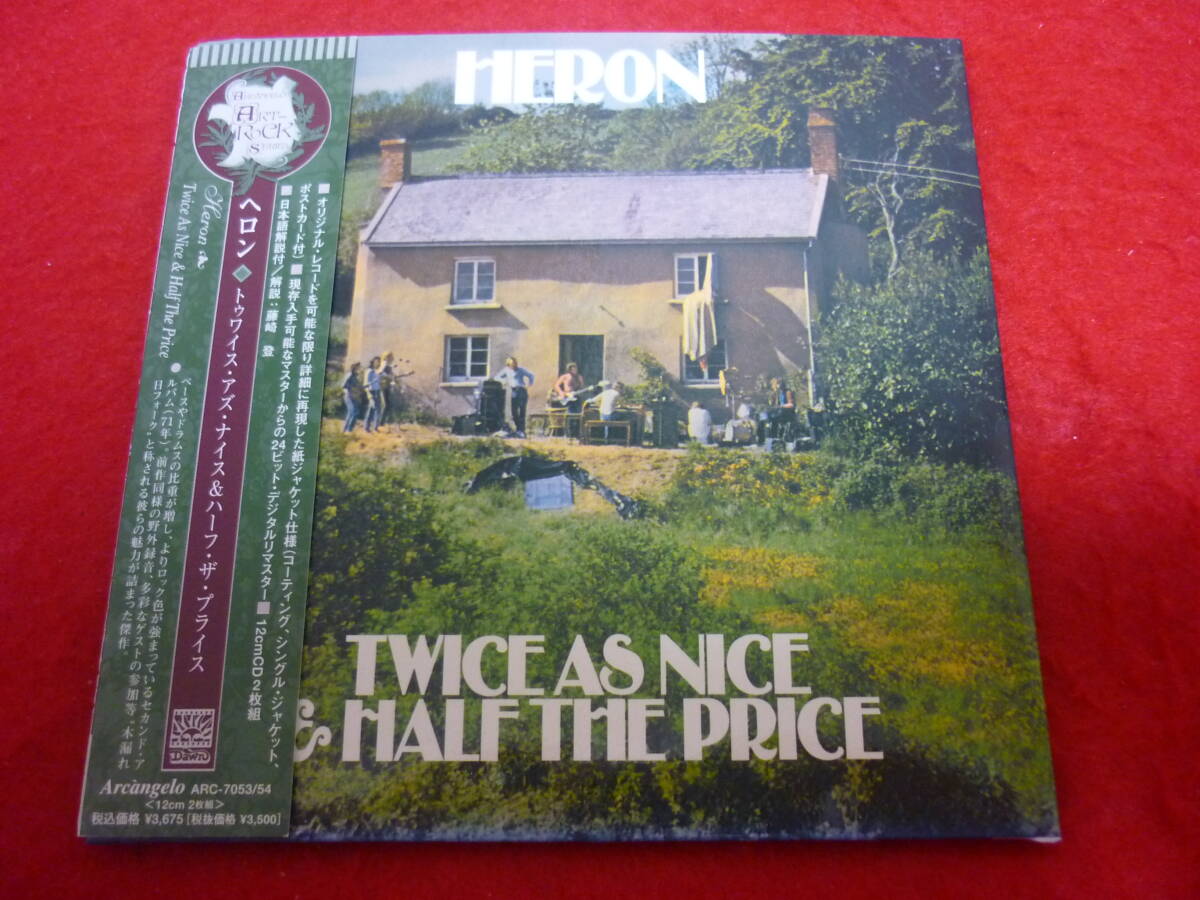 HERON
TWICE AS NICE
& HALF THE PRICE
ART-
ROCK
SERIES
ヘロン◆トゥワイス・アズ・ナイス&ハーフ・ザ・プライス
Heron
Twice As Nice & Half The Price
■オリジナル・レコードを可能な限り詳細に再現した紙ジャケット仕様(コーティング、シングル・ジャケット、
ポストカード付)■現存入手可能なマスターからの24ビット・デジタルリマスター■12cmCD2枚組
■日本語解説付/解説:藤崎 登
●ベースやドラムスの比重が増し、よりロック色が強まっているセカンド・ア
ルバム(71年)。前作同様の野外録音、多彩なゲストの参加等、“木漏れ
日フォーク”と称される彼らの魅力が詰まった傑作。
Dawn
Arcàngelo ARC-7053/54
<12cm 2枚組>
税込価格 ¥3,675 [税抜価格 ¥3,500]